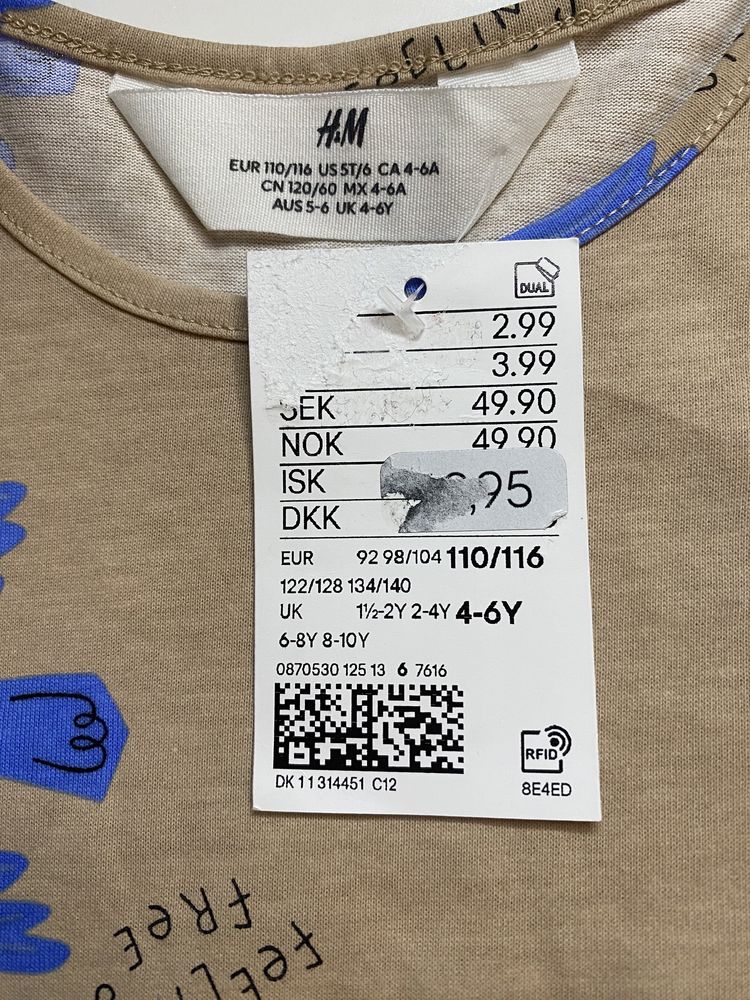 H&M
EUR 110/116 US 5T/6 CA 4-6A
CN 120/60 MX 4-6A
AUS 5-6 UK 4-6Y
DUAL
2.99
3.99
SEK 49.90
NOK 49.90
ISK
,95
DKK
EUR 92 98/104 110/116
122/128 134/140
UK 1½-2Y 2-4Y 4-6Y
6-8Y 8-10Y
0870530 125 13 6 7616
RFID
DK 1 1 314451 C12
8E4ED
FREE